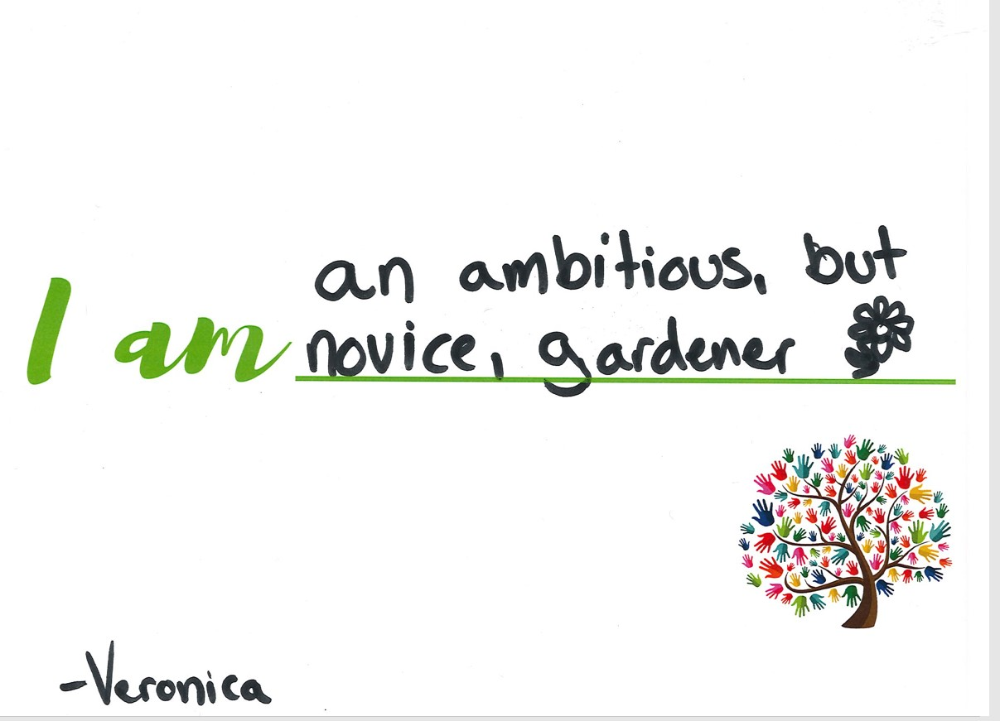 an ambitious, but
I am novice, gardener
-Veronica